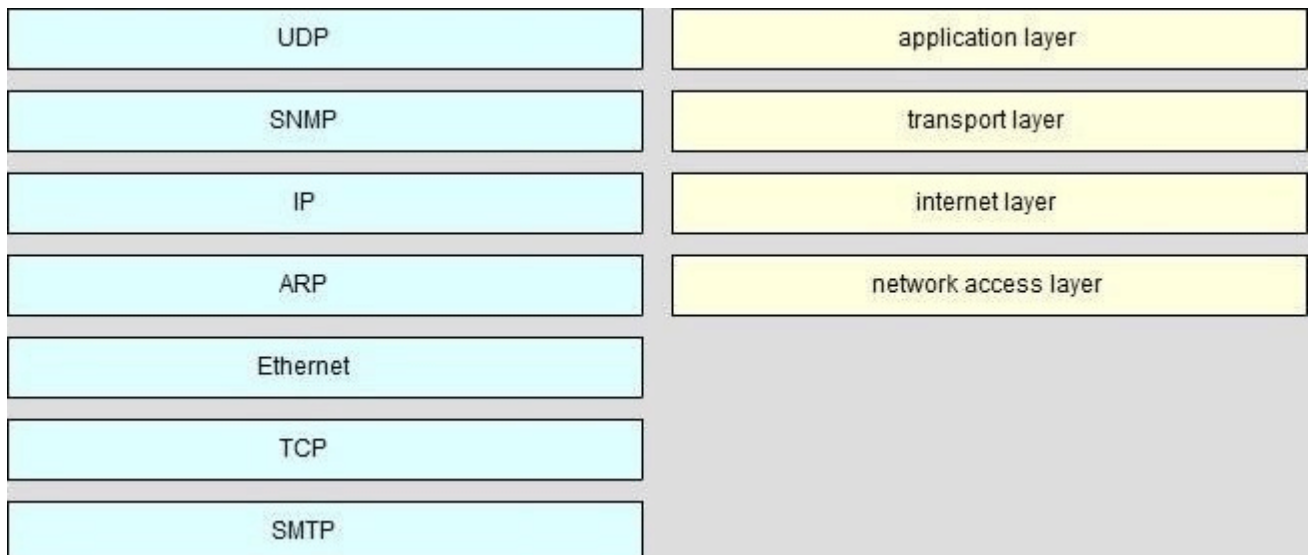 UDP
application layer
SNMP
transport layer
IP
internet layer
ARP
network access layer
Ethernet
TCP
SMTP